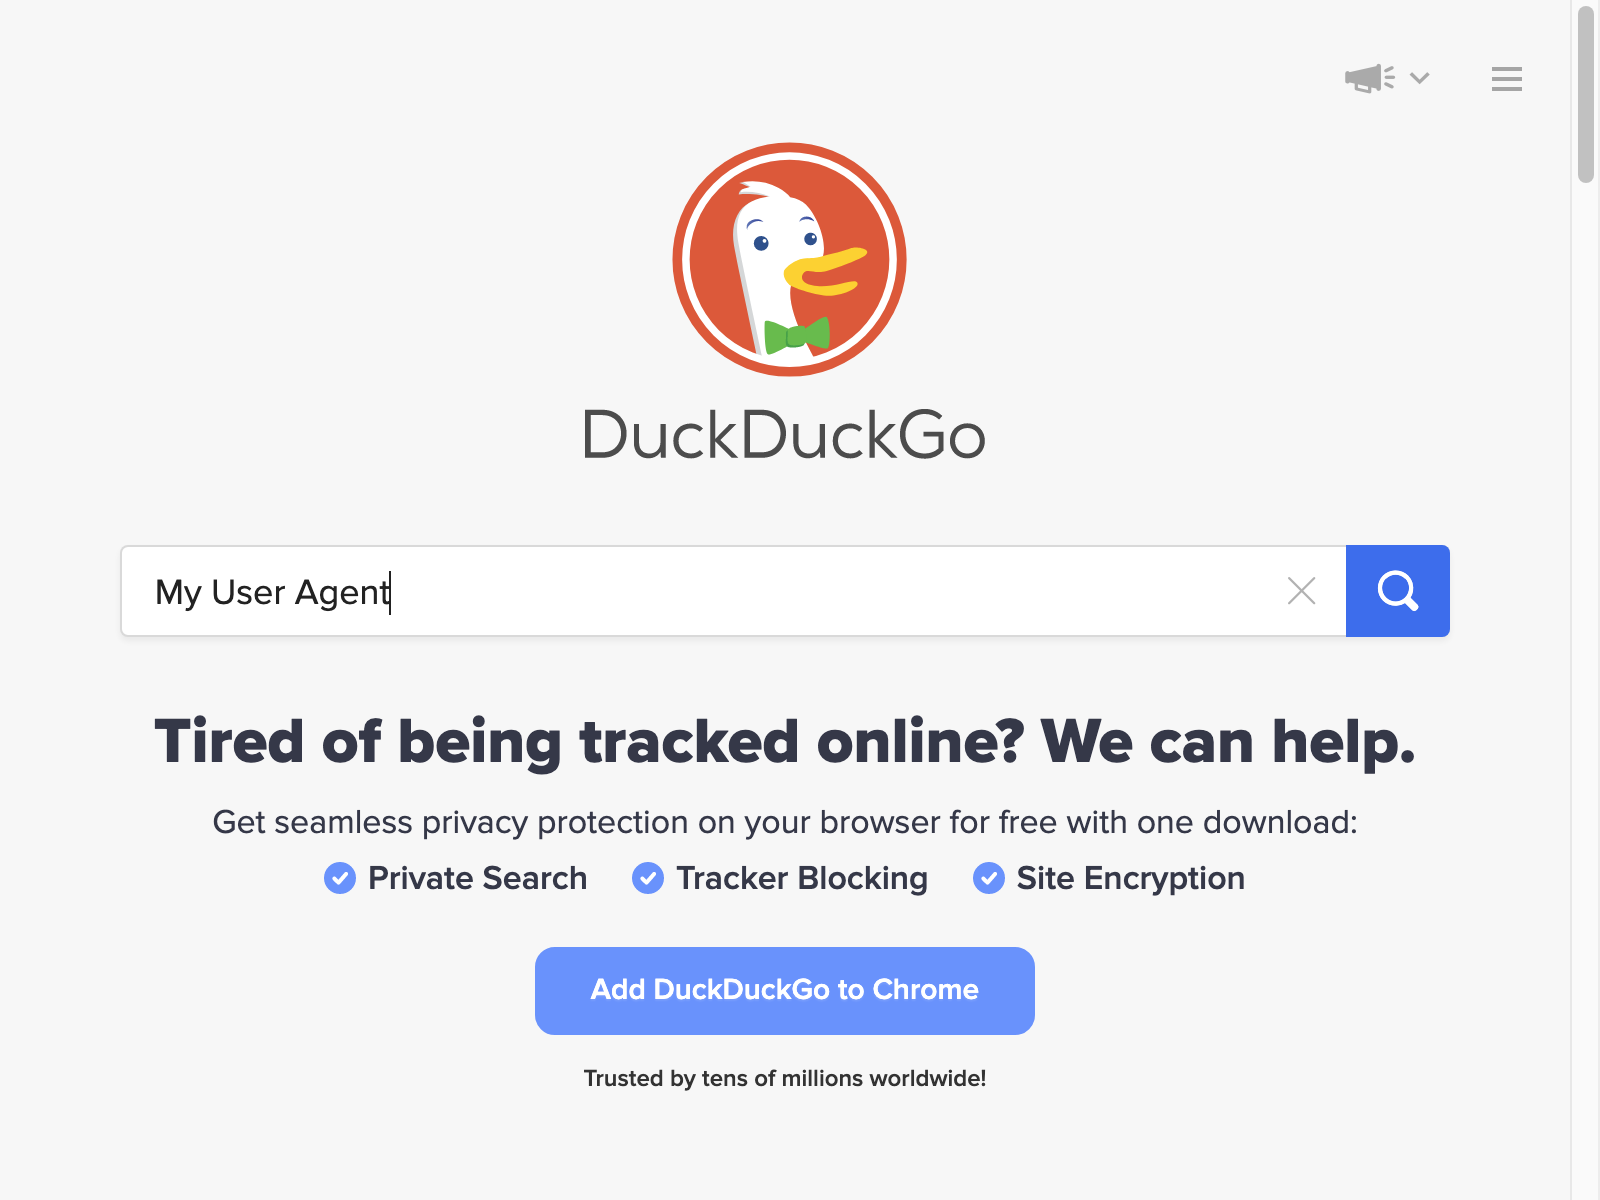 DuckDuckGo
My User Agent
Tired of being tracked online? We can help.
Get seamless privacy protection on your browser for free with one download:
Private Search Tracker Blocking Site Encryption
Add DuckDuckGo to Chrome
Trusted by tens of millions worldwide!